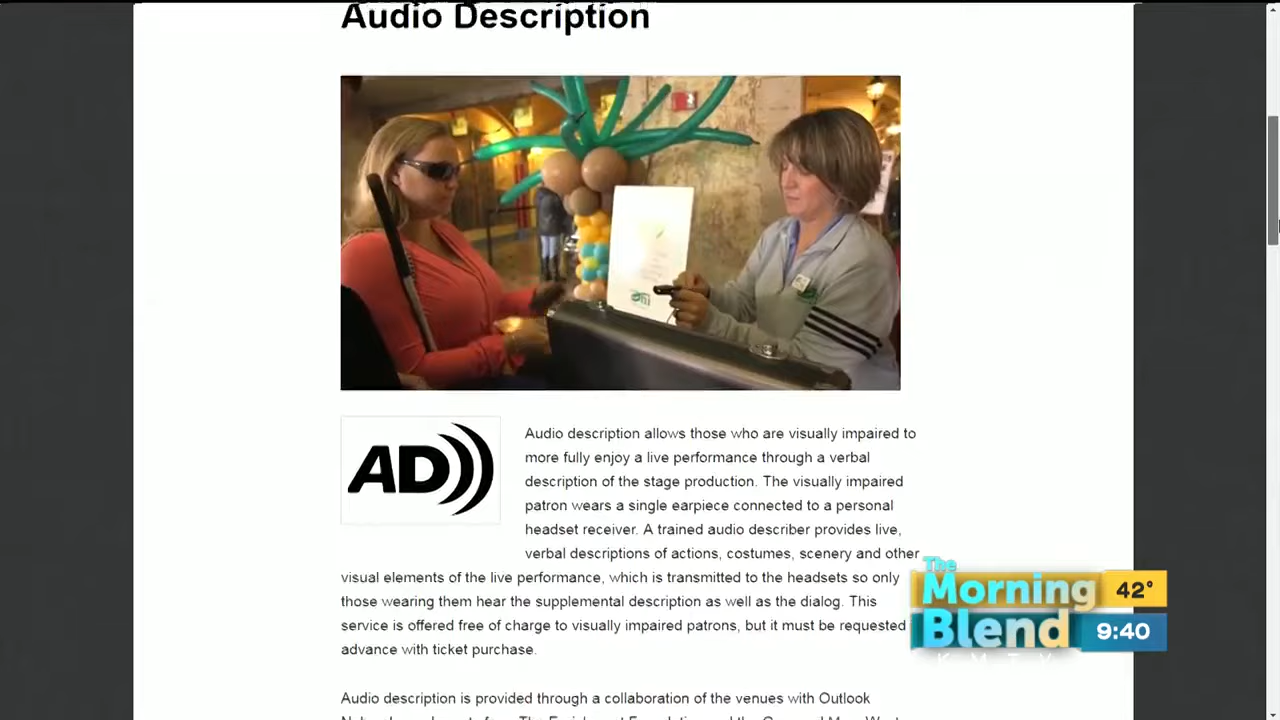 Audio Description
AD
Audio description allows those who are visually impaired to
more fully enjoy a live performance through a verbal
description of the stage production. The visually impaired
patron wears a single earpiece connected to a personal
headset receiver. A trained audio describer provides live,
verbal descriptions of actions, costumes, scenery and other
visual elements of the live performance, which is transmitted to the headsets so only
those wearing them hear the supplemental description as well as the dialog. This
service is offered free of charge to visually impaired patrons, but it must be requested
advance with ticket purchase.
Audio description is provided through a collaboration of the venues with Outlook
The
Morning
Blend
42°
9:40
KMTV